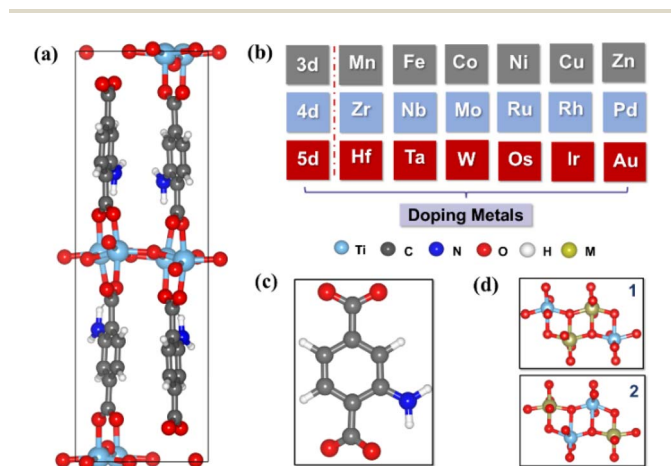 (a)
(b)
3d Mn Fe Co Ni Cu Zn
4d Zr Nb Mo Ru Rh Pd
5d Hf Ta W Os Ir Au
Doping Metals
Ti C N O H M
(c)
(d)
1
2